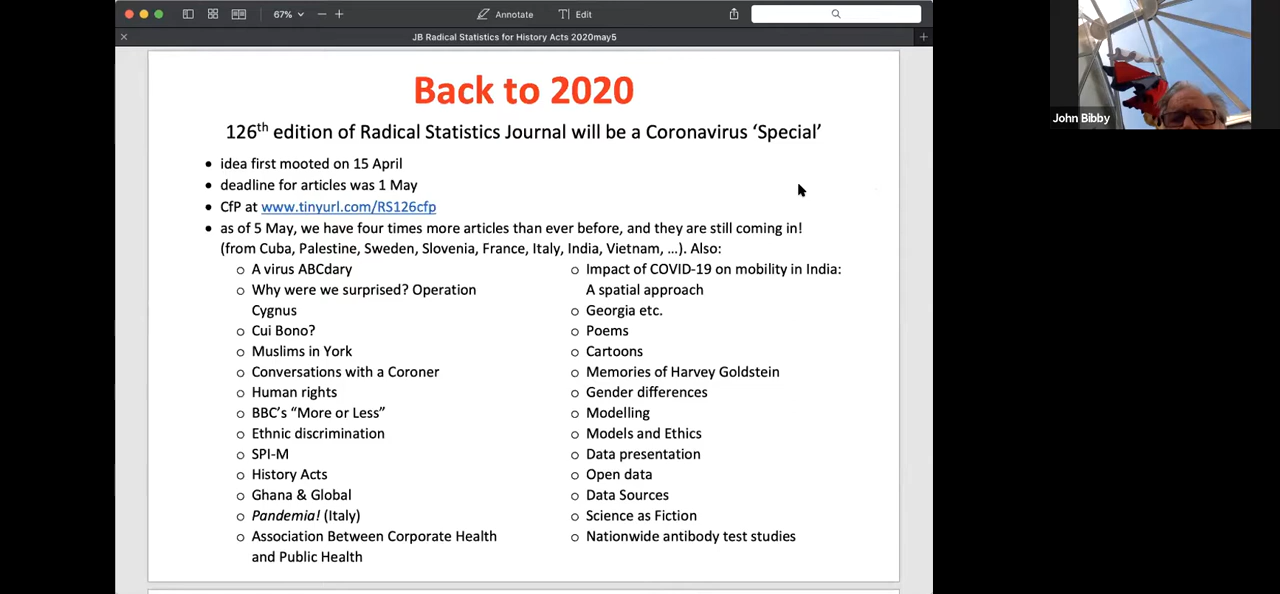 67%
Annotate
Edit
JB Radical Statistics for History Acts 2020may5
Back to 2020
126th edition of Radical Statistics Journal will be a Coronavirus ‘Special’
• idea first mooted on 15 April
• deadline for articles was 1 May
• CfP at www.tinyurl.com/RS126cfp
• as of 5 May, we have four times more articles than ever before, and they are still coming in!
(from Cuba, Palestine, Sweden, Slovenia, France, Italy, India, Vietnam, ...). Also:
o A virus ABCdary
o Why were we surprised? Operation
Cygnus
o Cui Bono?
o Muslims in York
o Conversations with a Coroner
o Human rights
o BBC’s “More or Less”
o Ethnic discrimination
o SPI-M
o History Acts
o Ghana & Global
o Pandemia! (Italy)
o Association Between Corporate Health
and Public Health
o Impact of COVID-19 on mobility in India:
A spatial approach
o Georgia etc.
o Poems
o Cartoons
o Memories of Harvey Goldstein
o Gender differences
o Modelling
o Models and Ethics
o Data presentation
o Open data
o Data Sources
o Science as Fiction
o Nationwide antibody test studies
John Bibby